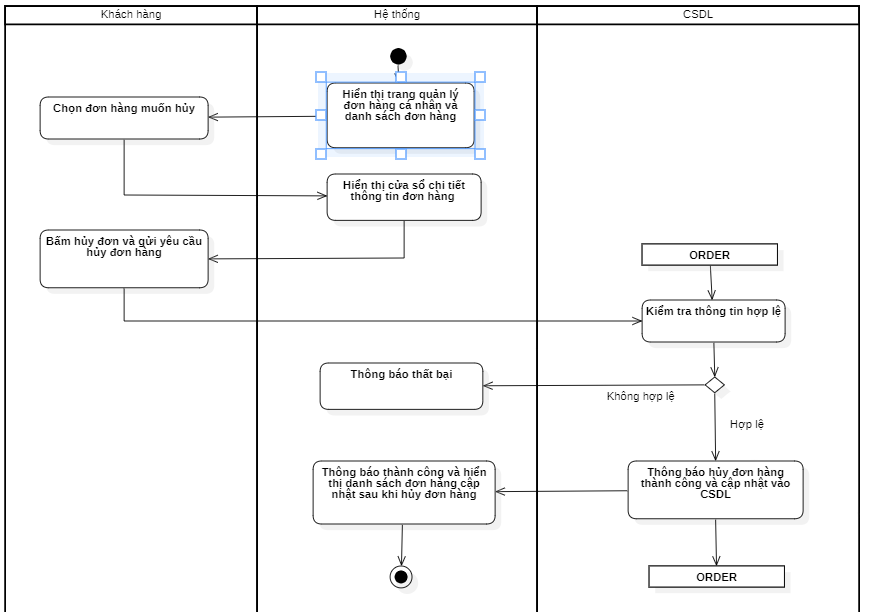 Khách hàng
Hệ thống
CSDL
Hiển thị trang quản lý
đơn hàng cá nhân và
danh sách đơn hàng
Chọn đơn hàng muốn hủy
Hiển thị cửa sổ chi tiết
thông tin đơn hàng
Bấm hủy đơn và gửi yêu cầu
hủy đơn hàng
ORDER
Kiểm tra thông tin hợp lệ
Thông báo thất bại
Không hợp lệ
Hợp lệ
Thông báo thành công và hiển
thị danh sách đơn hàng cập
nhật sau khi hủy đơn hàng
Thông báo hủy đơn hàng
thành công và cập nhật vào
CSDL
ORDER